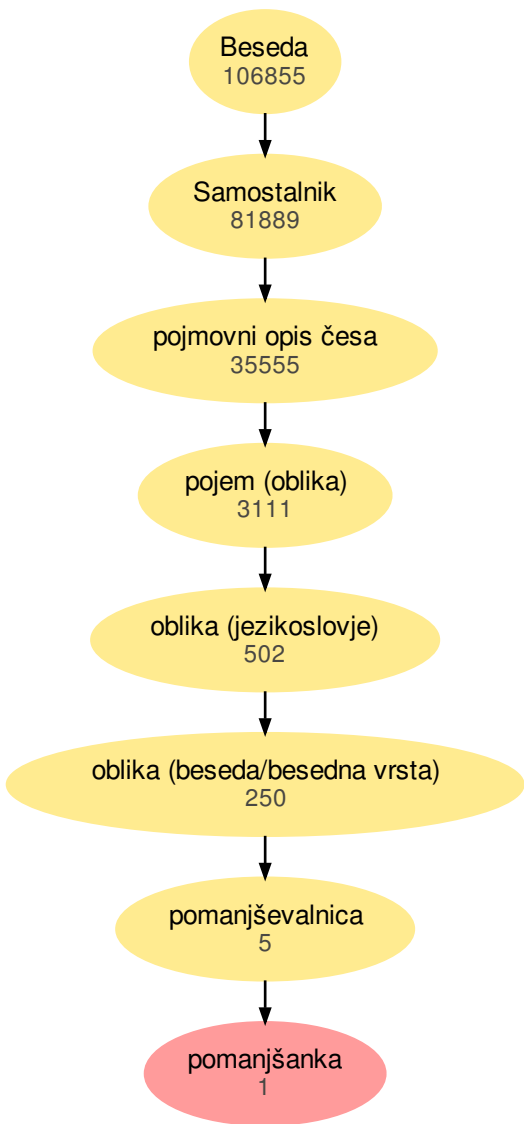 Beseda
106855
Samostalnik
81889
pojmovni opis česa
35555
pojem (oblika)
3111
oblika (jezikoslovje)
502
oblika (beseda/besedna vrsta)
250
pomanjševalnica
5
pomanjšanka
1